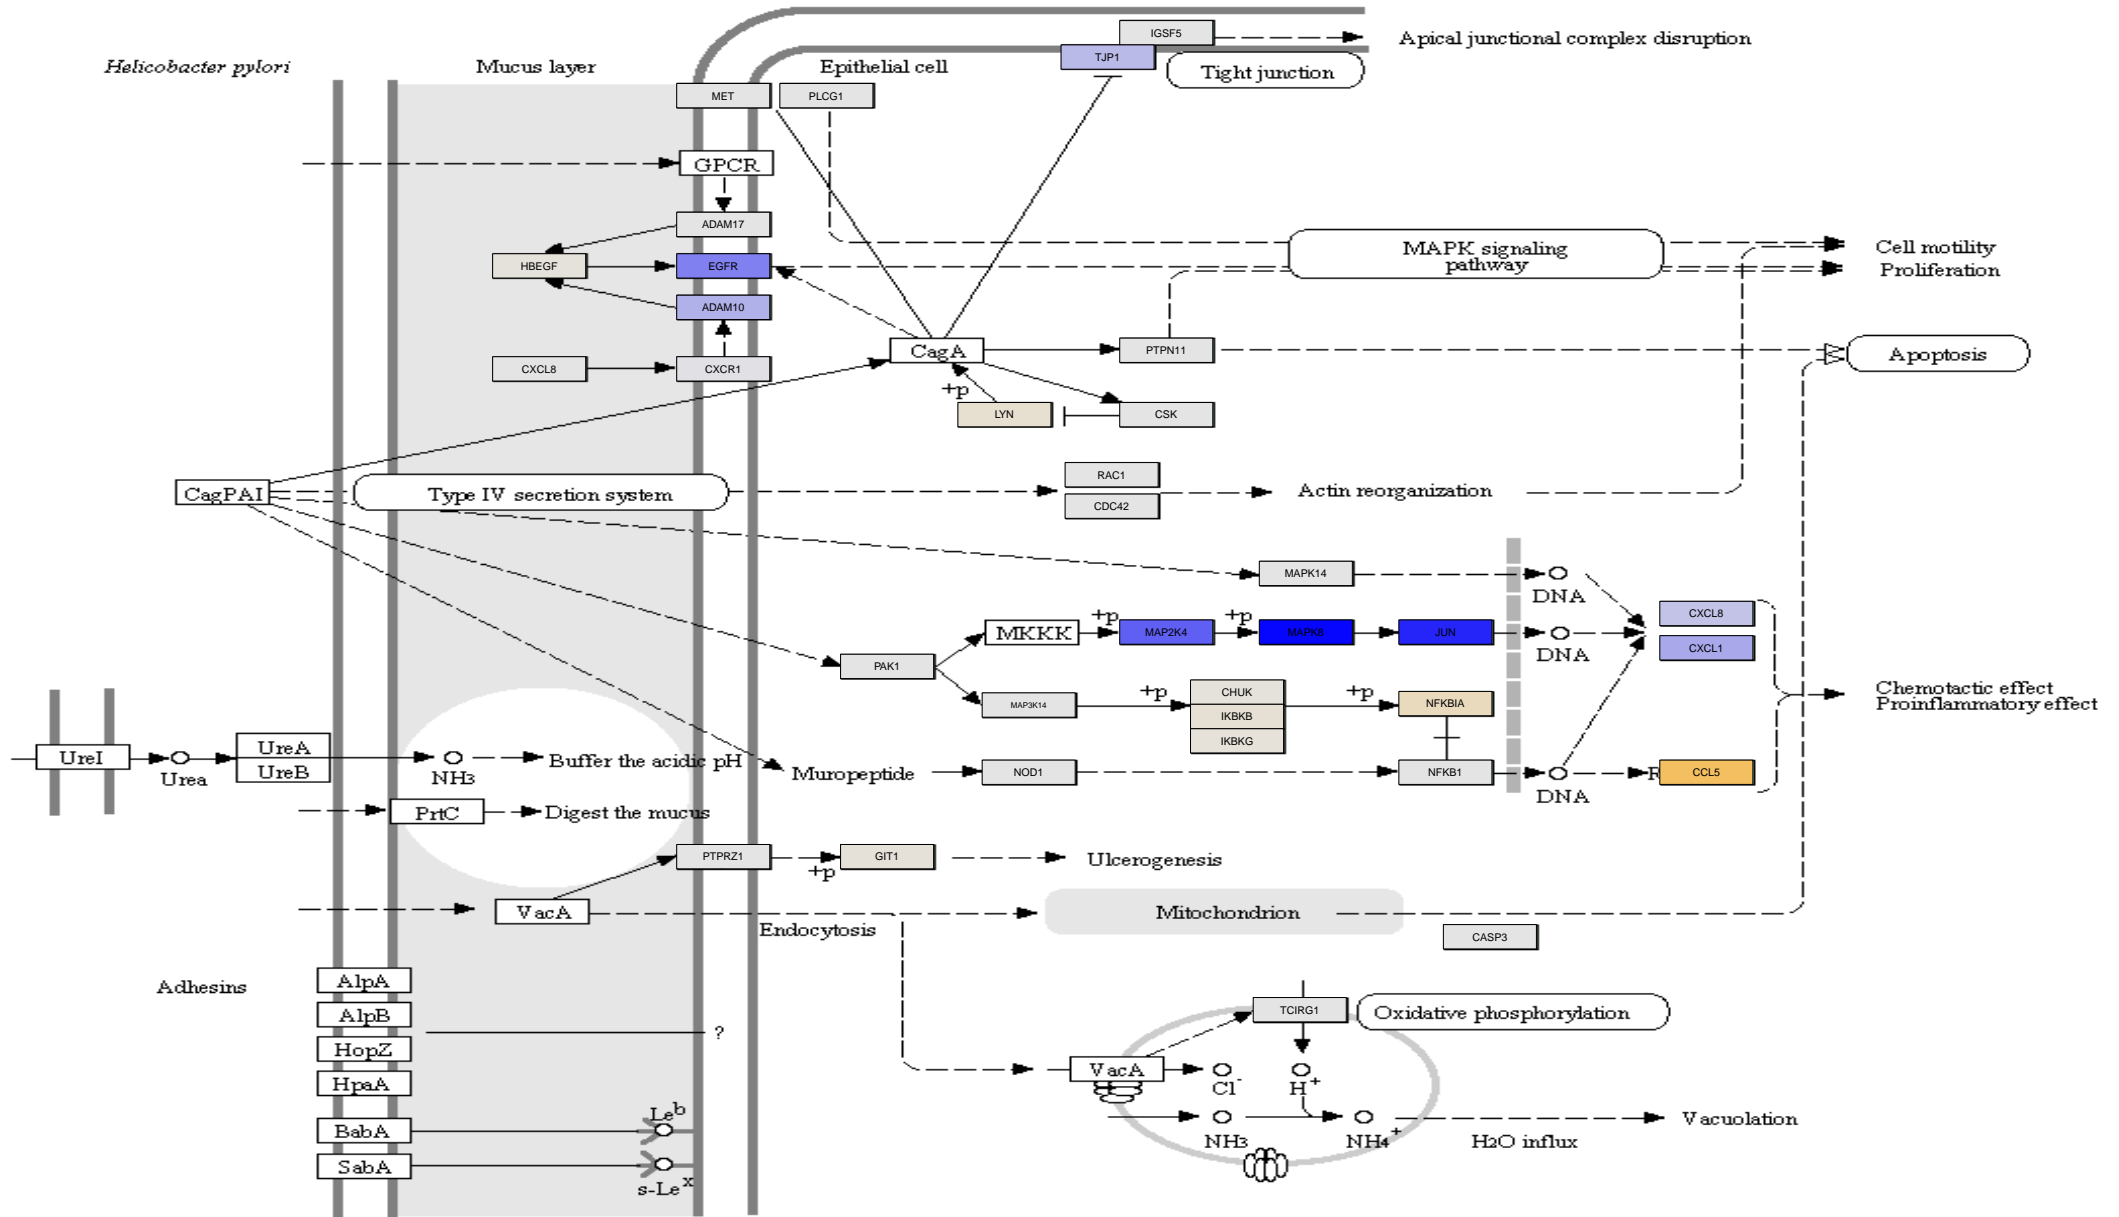 IGSF5
Apical junctional complex disruption
TJP1
Helicobacter pylori
Mucus layer
Epithelial cell
Tight junction
MET
PLCG1
GPCR
ADAM17
MAPK signaling
pathway
Cell motility
Proliferation
HBEGF
EGFR
ADAM10
CagA
PTPN11
Apoptosis
CXCL8
CXCR1
+p
LYN
CSK
CagPAI
Type IV secretion system
RAC1
CDC42
Actin reorganization
MAPK14
DNA
CXCL8
MKKK
+p
MAP2K4
+p
MAPK8
JUN
DNA
CXCL1
PAK1
MAP3K14
+p
CHUK
IKBKB
IKBKG
+p
NFKBIA
Chemotactic effect
Proinflammatory effect
UreI
Urea
UreA
UreB
NH3
Buffer the acidic pH
Muropeptide
NOD1
NFKB1
DNA
R
CCL5
PrtC
Digest the mucus
PTPRZ1
+p
GIT1
Ulcerogenesis
VacA
Endocytosis
Mitochondrion
CASP3
Adhesins
AlpA
AlpB
HopZ
HpaA
BabA
SabA
?
Le b
s-Le x
TCIRG1
Oxidative phosphorylation
VacA
Cl -
H +
NH3
NH4 +
H2O influx
Vacuolation